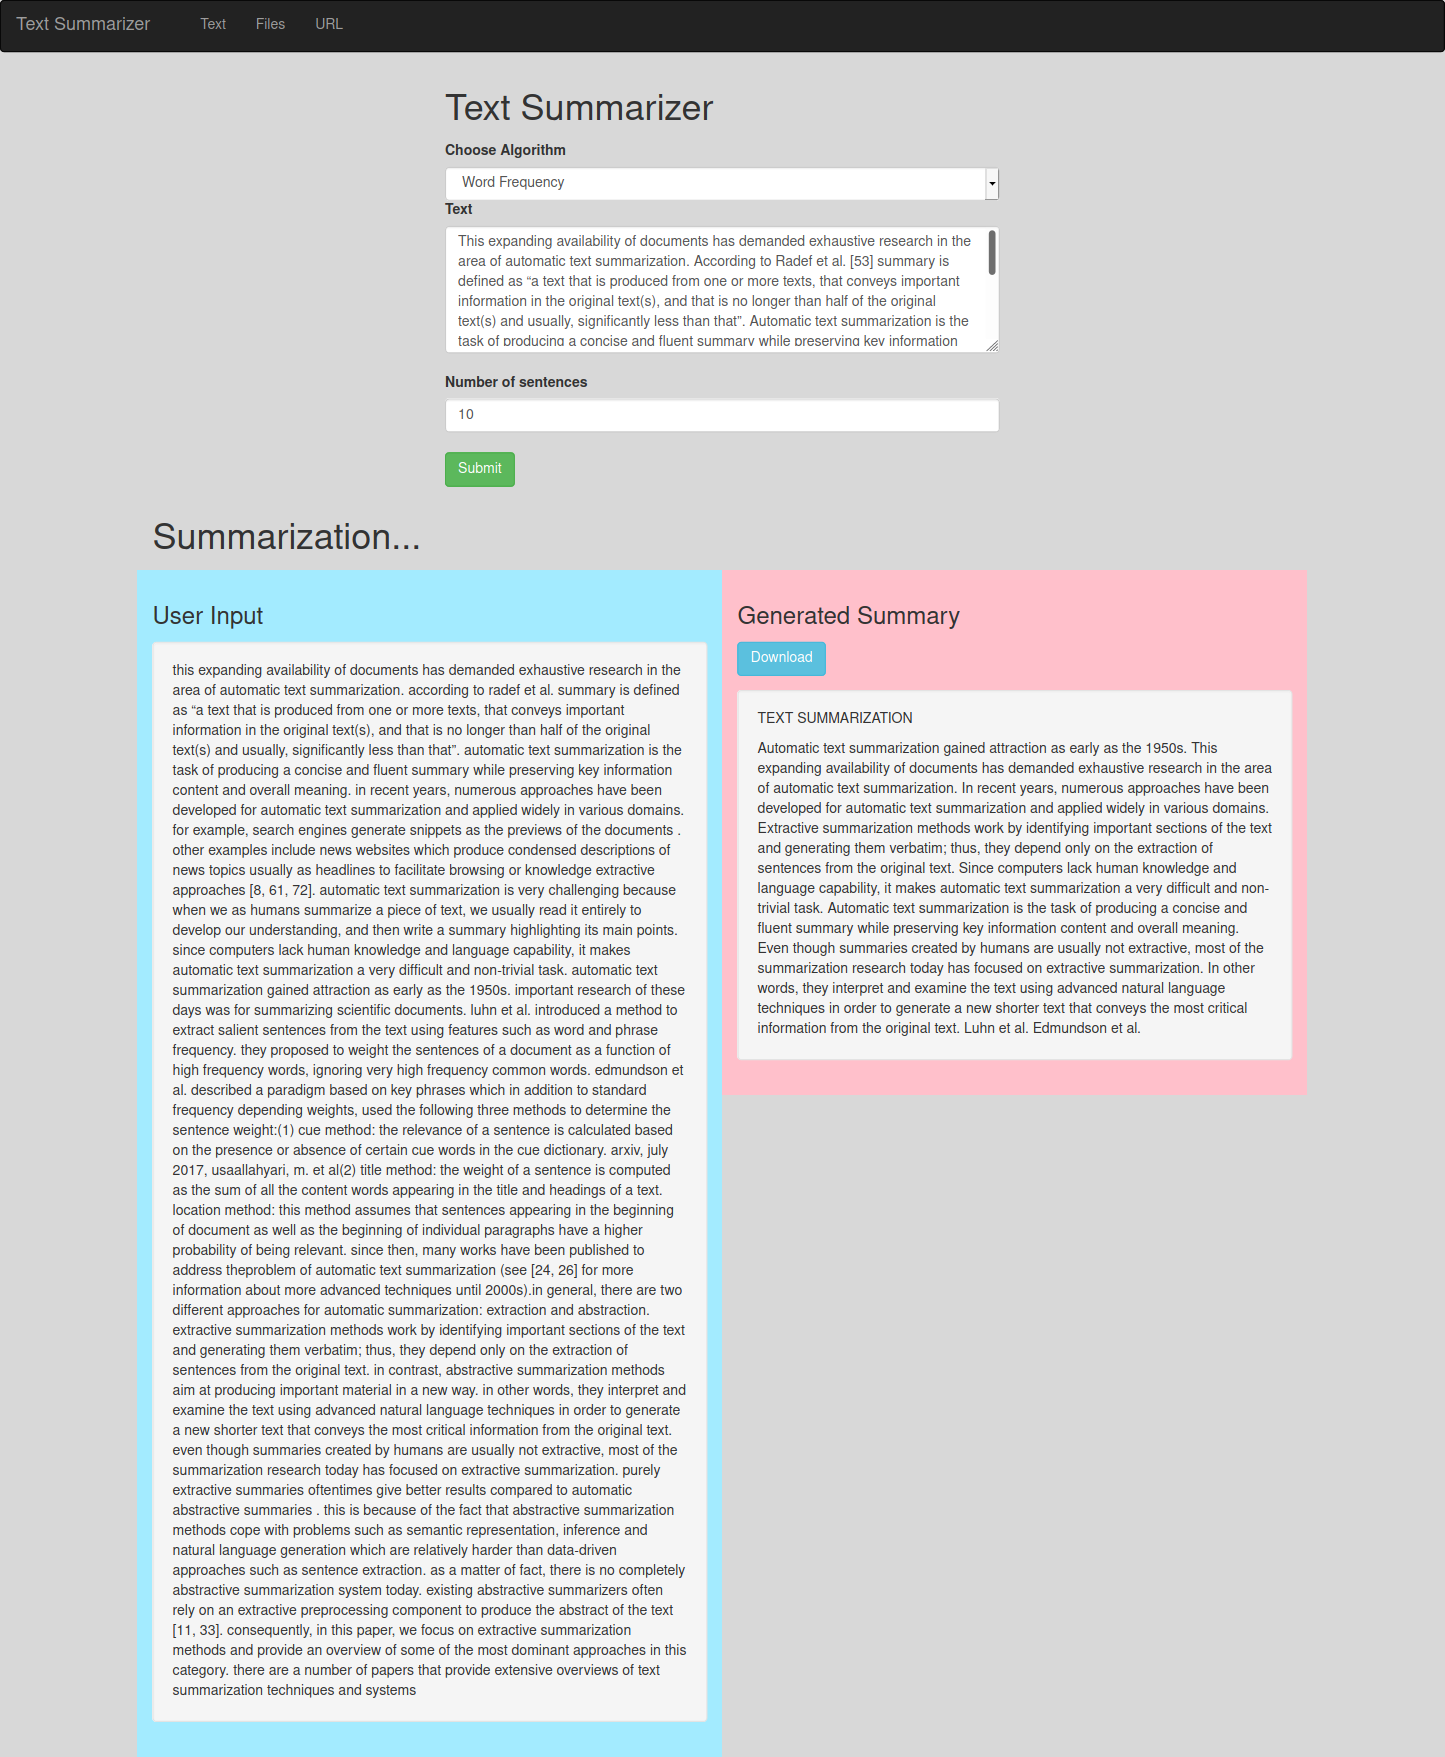 Text Summarizer
Text
Files
URL
Text Summarizer
Choose Algorithm
Word Frequency
Text
This expanding availability of documents has demanded exhaustive research in the
area of automatic text summarization. According to Radef et al. [53] summary is
defined as “a text that is produced from one or more texts, that conveys important
information in the original text(s), and that is no longer than half of the original
text(s) and usually, significantly less than that”. Automatic text summarization is the
task of producing a concise and fluent summary while preserving key information
Number of sentences
10
Submit
Summarization...
User Input
this expanding availability of documents has demanded exhaustive research in the
area of automatic text summarization. according to radef et al. summary is defined
as “a text that is produced from one or more texts, that conveys important
information in the original text(s), and that is no longer than half of the original
text(s) and usually, significantly less than that”. automatic text summarization is the
task of producing a concise and fluent summary while preserving key information
content and overall meaning. in recent years, numerous approaches have been
developed for automatic text summarization and applied widely in various domains.
for example, search engines generate snippets as the previews of the documents .
other examples include news websites which produce condensed descriptions of
news topics usually as headlines to facilitate browsing or knowledge extractive
approaches [8, 61, 72]. automatic text summarization is very challenging because
when we as humans summarize a piece of text, we usually read it entirely to
develop our understanding, and then write a summary highlighting its main points.
since computers lack human knowledge and language capability, it makes
automatic text summarization a very difficult and non-trivial task. automatic text
summarization gained attraction as early as the 1950s. important research of these
days was for summarizing scientific documents. luhn et al. introduced a method to
extract salient sentences from the text using features such as word and phrase
frequency. they proposed to weight the sentences of a document as a function of
high frequency words, ignoring very high frequency common words. edmundson et
al. described a paradigm based on key phrases which in addition to standard
frequency depending weights, used the following three methods to determine the
sentence weight:(1) cue method: the relevance of a sentence is calculated based
on the presence or absence of certain cue words in the cue dictionary. arxiv, july
2017, usaallahyari, m. et al(2) title method: the weight of a sentence is computed
as the sum of all the content words appearing in the title and headings of a text.
location method: this method assumes that sentences appearing in the beginning
of document as well as the beginning of individual paragraphs have a higher
probability of being relevant. since then, many works have been published to
address theproblem of automatic text summarization (see [24, 26] for more
information about more advanced techniques until 2000s).in general, there are two
different approaches for automatic summarization: extraction and abstraction.
extractive summarization methods work by identifying important sections of the text
and generating them verbatim; thus, they depend only on the extraction of
sentences from the original text. in contrast, abstractive summarization methods
aim at producing important material in a new way. in other words, they interpret and
examine the text using advanced natural language techniques in order to generate
a new shorter text that conveys the most critical information from the original text.
even though summaries created by humans are usually not extractive, most of the
summarization research today has focused on extractive summarization. purely
extractive summaries oftentimes give better results compared to automatic
abstractive summaries . this is because of the fact that abstractive summarization
methods cope with problems such as semantic representation, inference and
natural language generation which are relatively harder than data-driven
approaches such as sentence extraction. as a matter of fact, there is no completely
abstractive summarization system today. existing abstractive summarizers often
rely on an extractive preprocessing component to produce the abstract of the text
[11, 33]. consequently, in this paper, we focus on extractive summarization
methods and provide an overview of some of the most dominant approaches in this
category. there are a number of papers that provide extensive overviews of text
summarization techniques and systems
Generated Summary
Download
TEXT SUMMARIZATION
Automatic text summarization gained attraction as early as the 1950s. This
expanding availability of documents has demanded exhaustive research in the area
of automatic text summarization. In recent years, numerous approaches have been
developed for automatic text summarization and applied widely in various domains.
Extractive summarization methods work by identifying important sections of the text
and generating them verbatim; thus, they depend only on the extraction of
sentences from the original text. Since computers lack human knowledge and
language capability, it makes automatic text summarization a very difficult and non-
trivial task. Automatic text summarization is the task of producing a concise and
fluent summary while preserving key information content and overall meaning.
Even though summaries created by humans are usually not extractive, most of the
summarization research today has focused on extractive summarization. In other
words, they interpret and examine the text using advanced natural language
techniques in order to generate a new shorter text that conveys the most critical
information from the original text. Luhn et al. Edmundson et al.